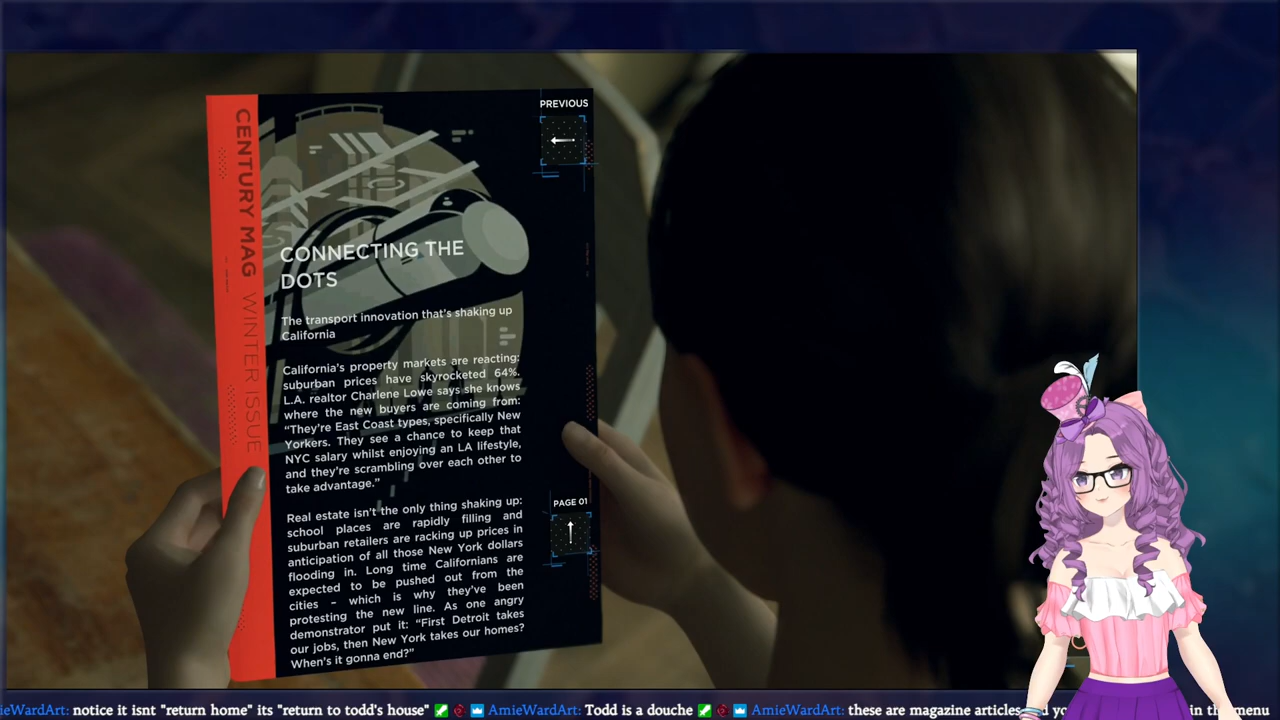 PREVIOUS
CENTURY MAG WINTER ISSUE
CONNECTING THE
DOTS
The transport innovation that's shaking up
California
California's property markets are reacting:
suburban prices have skyrocketed 64%.
L.A. realtor Charlene Lowe says she knows
where the new buyers are coming from:
“They're East Coast types, specifically New
Yorkers. They see a chance to keep that
NYC salary whilst enjoying an LA lifestyle,
and they're scrambling over each other to
take advantage.”
Real estate isn't the only thing shaking up:
school places are rapidly filling and
suburban retailers are racking up prices in
anticipation of all those New York dollars
flooding in. Long time Californians are
expected to be pushed out from the
cities – which is why they've been
protesting the new line. As one angry
demonstrator put it: “First Detroit takes
our jobs, then New York takes our homes?
When's it gonna end?”
PAGE 01
ieWardArt: notice it isnt "return home" its "return to todd's house" AmieWardArt: Todd is a douche AmieWardArt: these are magazine articles in the menu